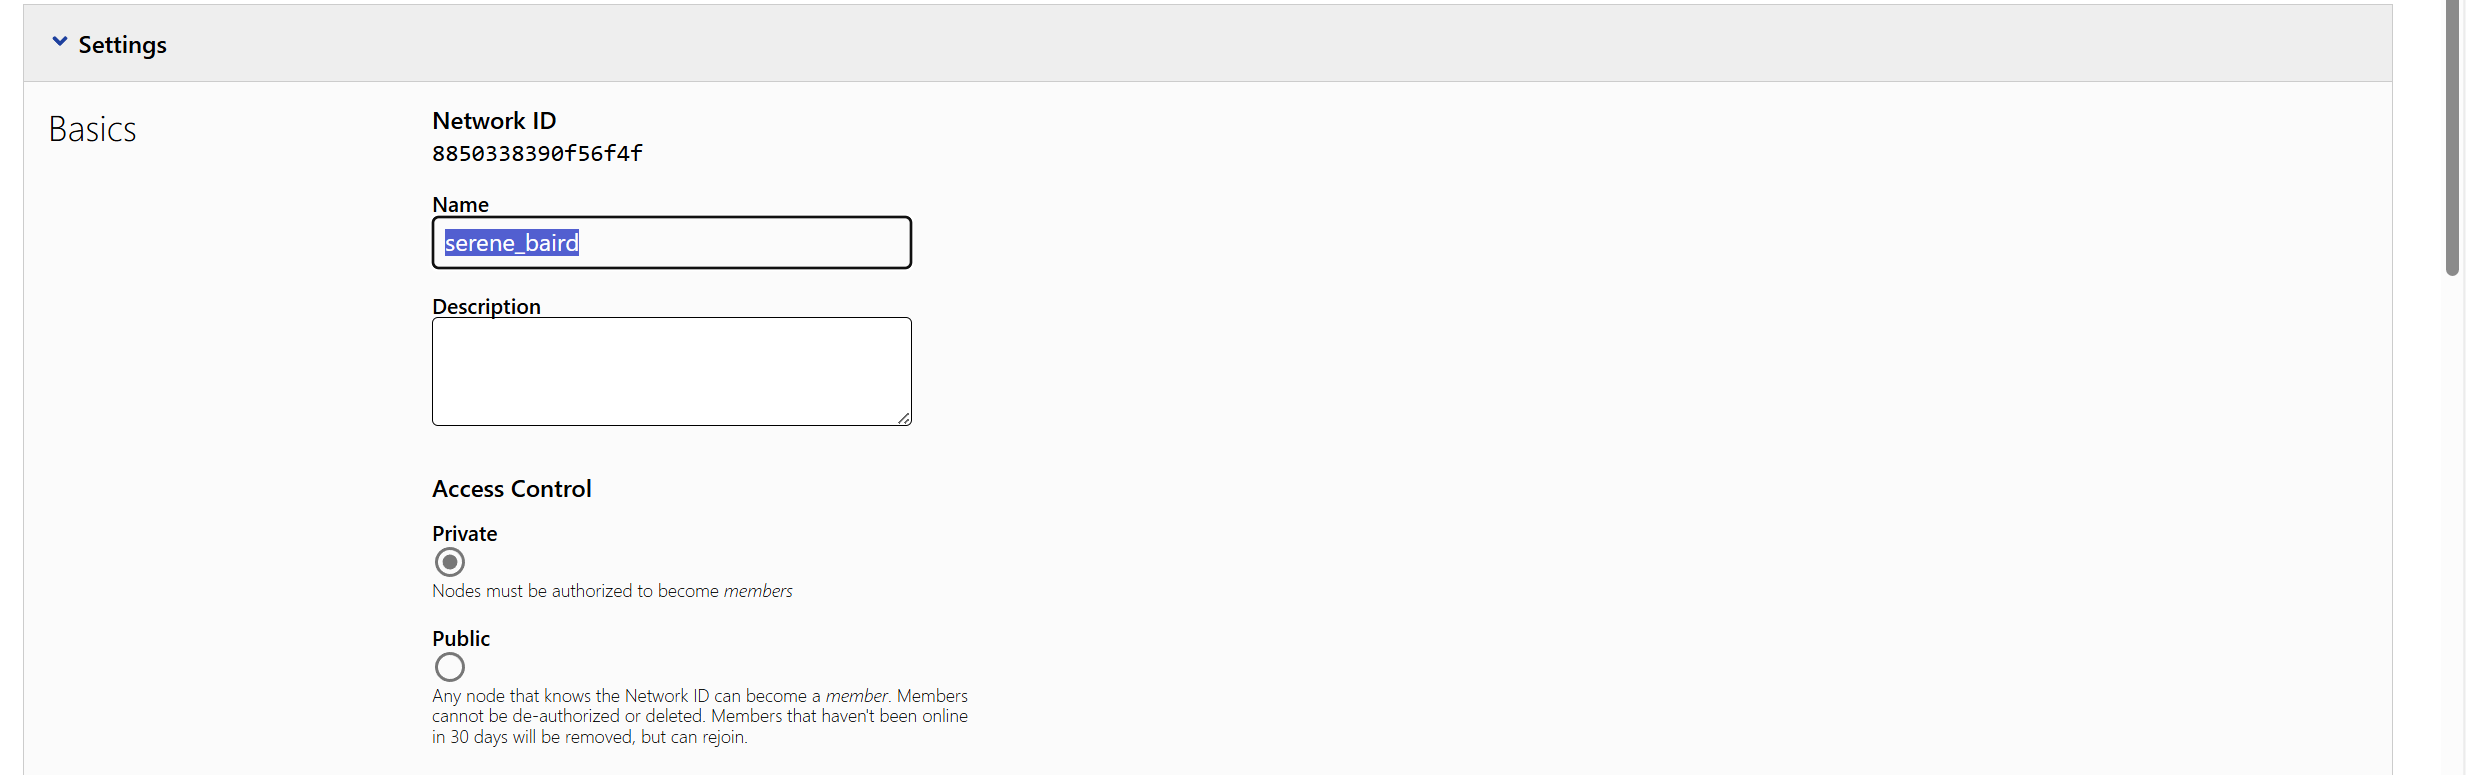 Settings
Basics
Network ID
8850338390f56f4f
Name
serene_baird
Description
Access Control
Private
Nodes must be authorized to become members
Public
Any node that knows the Network ID can become a member. Members
cannot be de-authorized or deleted. Members that haven't been online
in 30 days will be removed, but can rejoin.